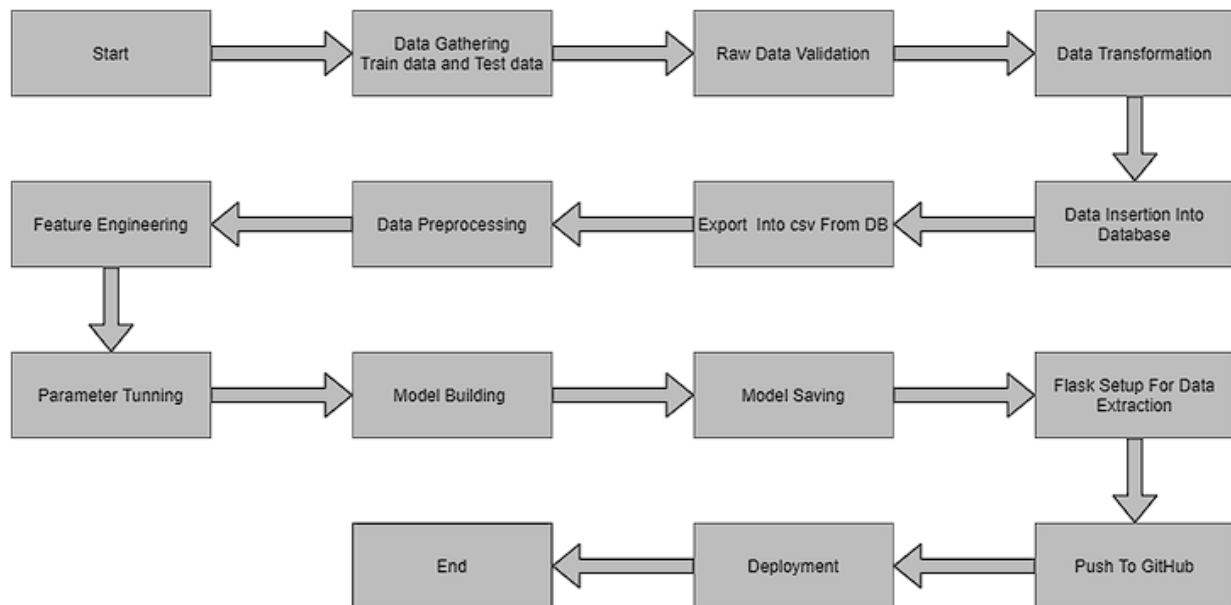 Start
Data Gathering
Train data and Test data
Raw Data Validation
Data Transformation
Data Insertion Into
Database
Export Into csv From DB
Data Preprocessing
Feature Engineering
Parameter Tunning
Model Building
Model Saving
Flask Setup For Data
Extraction
Push To GitHub
Deployment
End